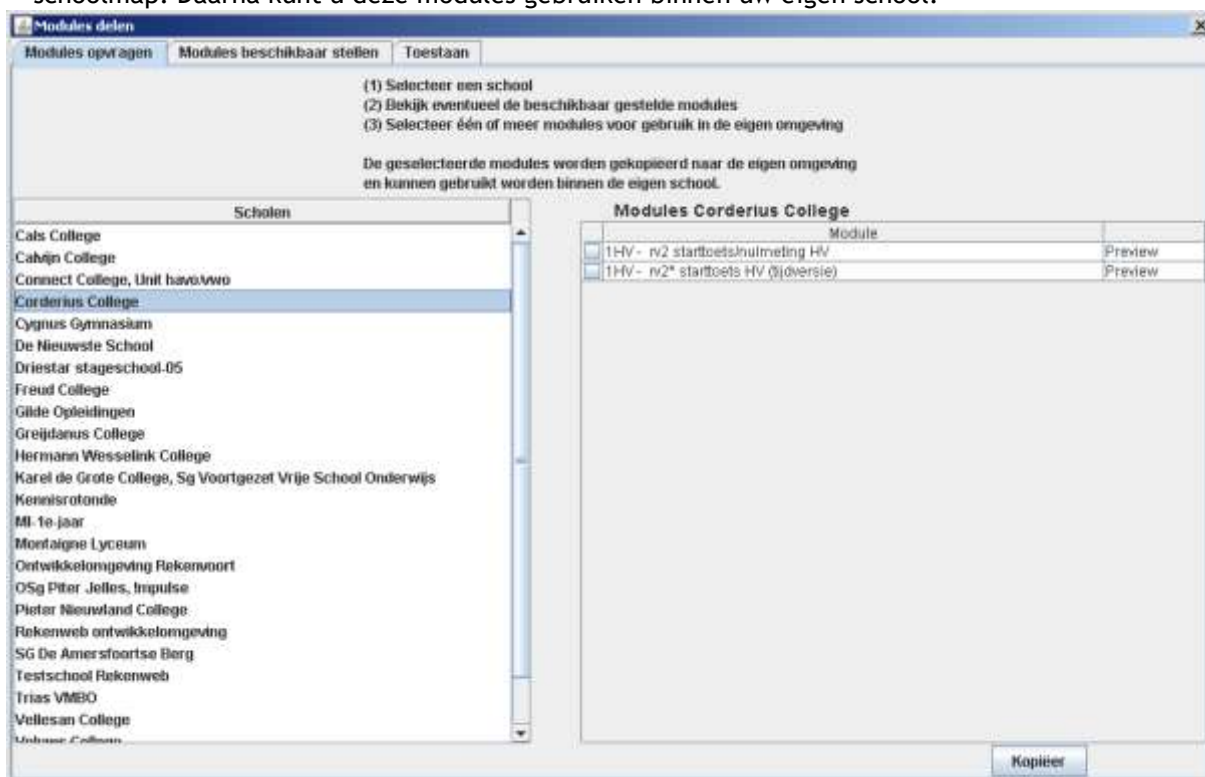 schoolmap. Daarna kunt u deze modules gebruiken binnen uw eigen school.
Modules delen
Modules opvragen
Modules beschikbaar stellen
Toestaan
(1) Selecteer een school
(2) Bekijk eventueel de beschikbaar gestelde modules
(3) Selecteer één of meer modules voor gebruik in de eigen omgeving
De geselecteerde modules worden gekopieerd naar de eigen omgeving
en kunnen gebruikt worden binnen de eigen school.
Scholen
Cals College
Calvijn College
Connect College, Unit havo/vwo
Corderius College
Cygnus Gymnasium
De Nieuwste School
Driestar stageschool-05
Freud College
Gilde Opleidingen
Greijdanus College
Hermann Wesselink College
Karel de Grote College, Sg Voortgezet Vrije School Onderwijs
Kennisrotonde
MI-1e-jaar
Montaigne Lyceum
Ontwikkelomgeving Rekenvoort
OSg Piter Jelles, Impulse
Pieter Nieuwland College
Rekenweb ontwikkelomgeving
SG De Amersfoortse Berg
Testschool Rekenweb
Trias VMBO
Vellesan College
College
Modules Corderius College
Module
1HV - rv2 starttoets/nulmeting HV Preview
1HV - rv2* starttoets HV (tijdversie) Preview
Kopiëer